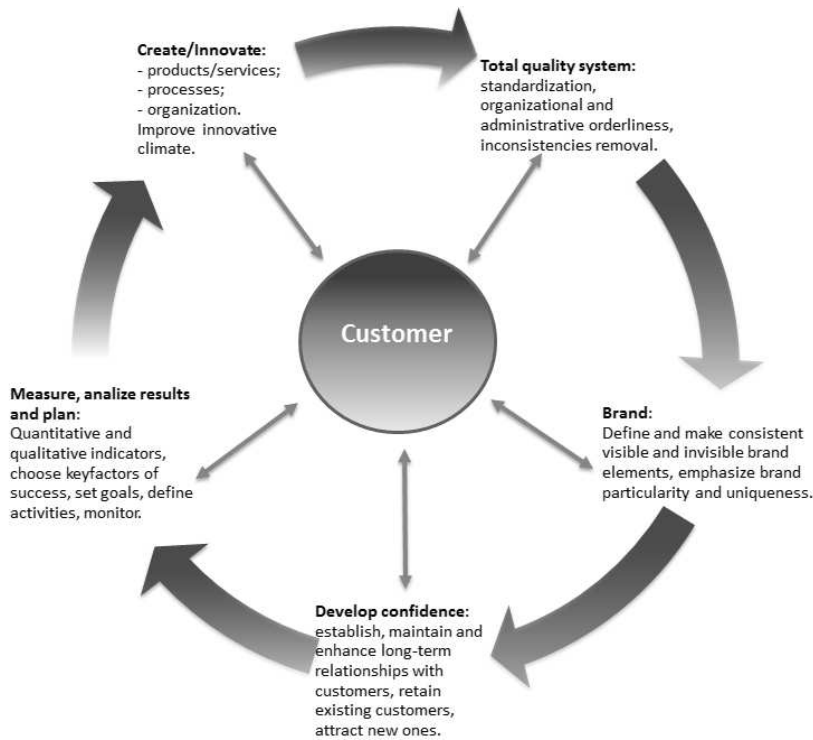 Create/Innovate:
- products/services;
- processes;
- organization.
Improve innovative
climate.
Total quality system:
standardization,
organizational and
administrative orderliness,
inconsistencies removal.
Customer
Measure, analize results
and plan:
Quantitative and
qualitative indicators,
choose keyfactors of
success, set goals, define
activities, monitor.
Brand:
Define and make consistent
visible and invisible brand
elements, emphasize brand
particularity and uniqueness.
Develop confidence:
establish, maintain and
enhance long-term
relationships with
customers, retain
existing customers,
attract new ones.